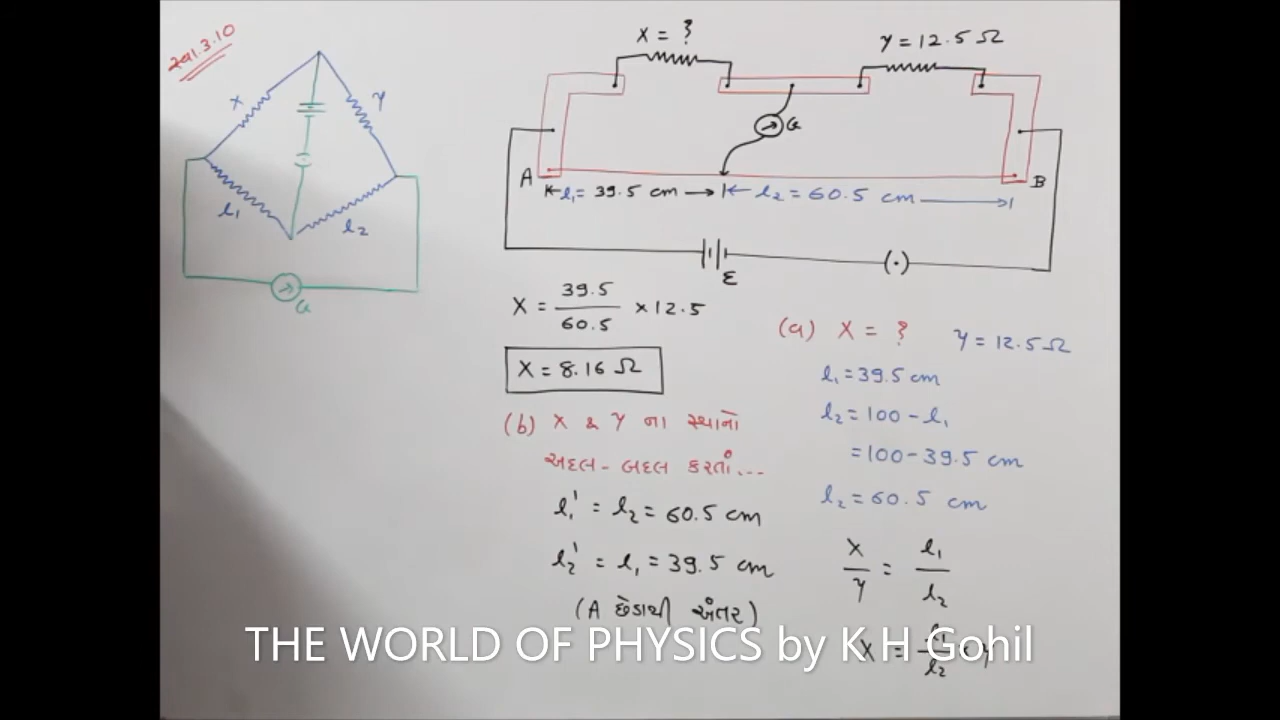 સ્વા.3.10
X
Y
l₁
l₂
G
X = ?
Y = 12.5 Ω
G
A
B
l₁ = 39.5 cm
l₂ = 60.5 cm
E
X = 39.5/60.5 × 12.5
X = 8.16 Ω
(b) X & Y ના સ્થાનો
અદલ - બદલ કરતાં...
l₁' = l₂ = 60.5 cm
l₂' = l₁ = 39.5 cm
(A છેડાથી અંતર)
(a) X = ? Y = 12.5 Ω
l₁ = 39.5 cm
l₂ = 100 - l₁
= 100 - 39.5 cm
l₂ = 60.5 cm
X/Y = l₁/l₂
X = l₁/l₂ × Y
THE WORLD OF PHYSICS by K H Gohil